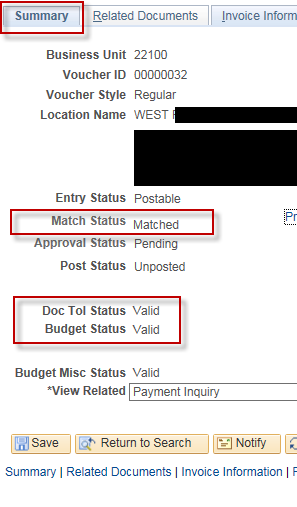 Summary Related Documents Invoice Inform
Business Unit 22100
Voucher ID 00000032
Voucher Style Regular
Location Name WEST
Entry Status Postable
Match Status Matched Pr
Approval Status Pending
Post Status Unposted
Doc Tol Status Valid
Budget Status Valid
Budget Misc Status Valid
*View Related Payment Inquiry
Save Return to Search Notify
Summary | Related Documents | Invoice Information |